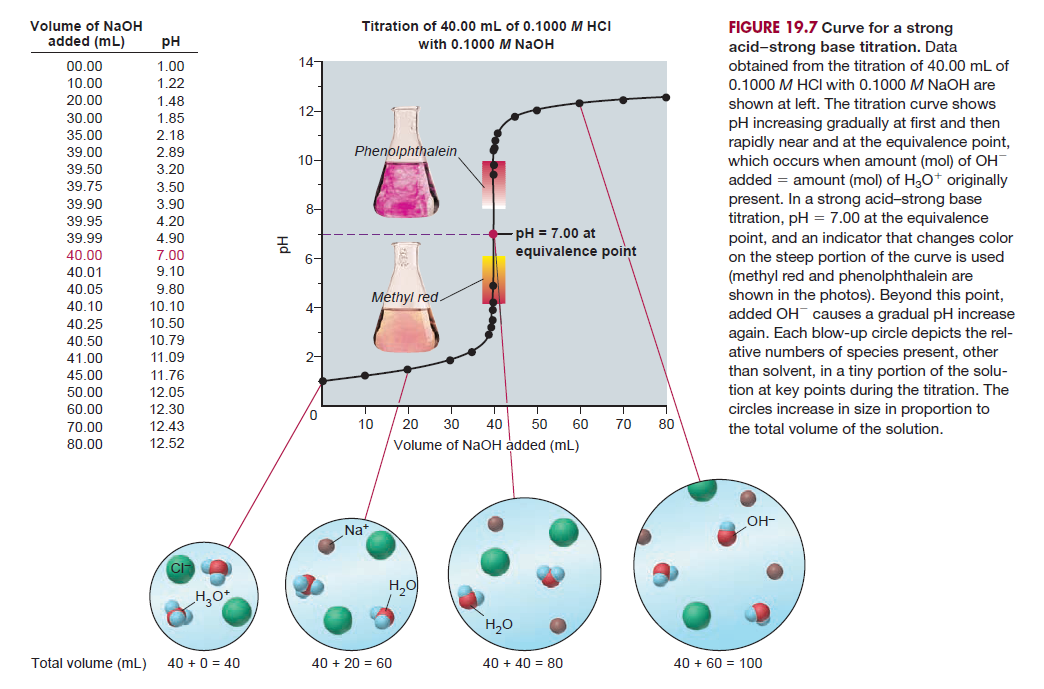 Volume of NaOH
added (mL) pH
00.00 1.00
10.00 1.22
20.00 1.48
30.00 1.85
35.00 2.18
39.00 2.89
39.50 3.20
39.75 3.50
39.90 3.90
39.95 4.20
39.99 4.90
40.00 7.00
40.01 9.10
40.05 9.80
40.10 10.10
40.25 10.50
40.50 10.79
41.00 11.09
45.00 11.76
50.00 12.05
60.00 12.30
70.00 12.43
80.00 12.52
Titration of 40.00 mL of 0.1000 M HCl
with 0.1000 M NaOH
14
12
10
8
6
4
2
0
pH
Phenolphthalein
pH = 7.00 at
equivalence point
Methyl red
10 20 30 40 50 60 70 80
Volume of NaOH added (mL)
FIGURE 19.7 Curve for a strong
acid–strong base titration. Data
obtained from the titration of 40.00 mL of
0.1000 M HCl with 0.1000 M NaOH are
shown at left. The titration curve shows
pH increasing gradually at first and then
rapidly near and at the equivalence point,
which occurs when amount (mol) of OH⁻
added = amount (mol) of H₃O⁺ originally
present. In a strong acid–strong base
titration, pH = 7.00 at the equivalence
point, and an indicator that changes color
on the steep portion of the curve is used
(methyl red and phenolphthalein are
shown in the photos). Beyond this point,
added OH⁻ causes a gradual pH increase
again. Each blow-up circle depicts the rel-
ative numbers of species present, other
than solvent, in a tiny portion of the solu-
tion at key points during the titration. The
circles increase in size in proportion to
the total volume of the solution.
Cl⁻
H₃O⁺
Na⁺
H₂O
H₂O
OH⁻
Total volume (mL) 40 + 0 = 40 40 + 20 = 60 40 + 40 = 80 40 + 60 = 100